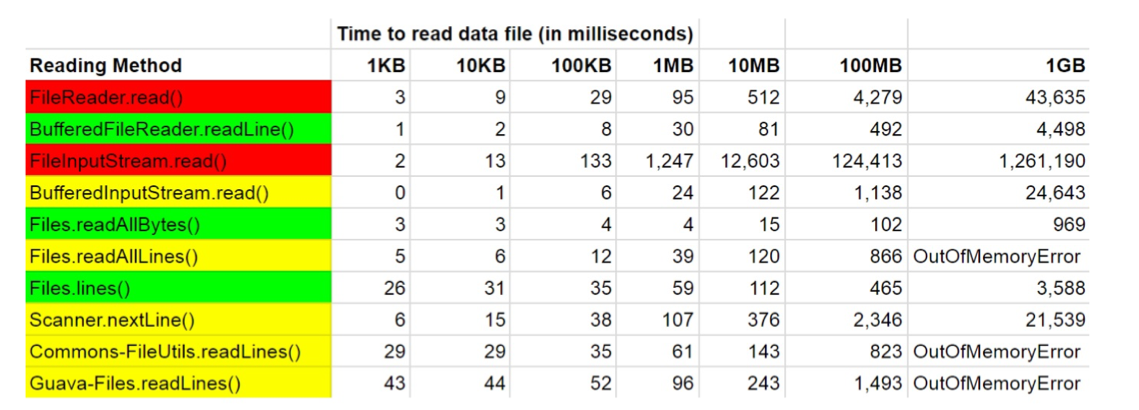 Time to read data file (in milliseconds)
Reading Method 1KB 10KB 100KB 1MB 10MB 100MB 1GB
FileReader.read() 3 9 29 95 512 4,279 43,635
BufferedFileReader.readLine() 1 2 8 30 81 492 4,498
FileInputStream.read() 2 13 133 1,247 12,603 124,413 1,261,190
BufferedInputStream.read() 0 1 6 24 122 1,138 24,643
Files.readAllBytes() 3 3 4 4 15 102 969
Files.readAllLines() 5 6 12 39 120 866 OutOfMemoryError
Files.lines() 26 31 35 59 112 465 3,588
Scanner.nextLine() 6 15 38 107 376 2,346 21,539
Commons-FileUtils.readLines() 29 29 35 61 143 823 OutOfMemoryError
Guava-Files.readLines() 43 44 52 96 243 1,493 OutOfMemoryError